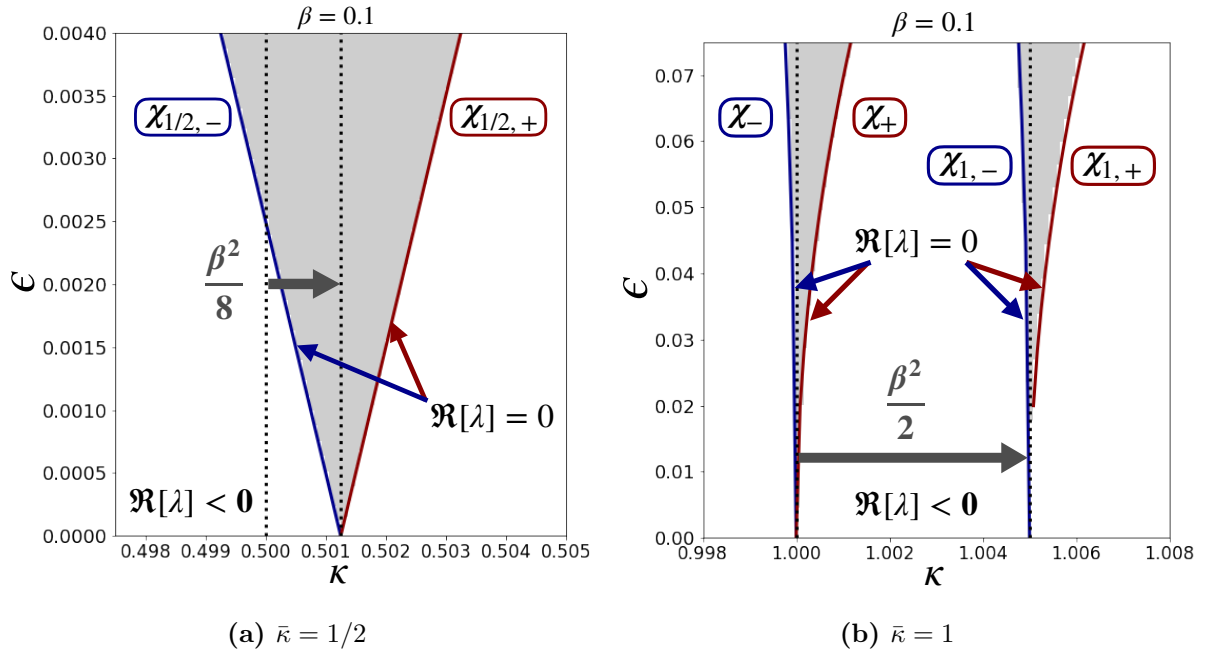 β = 0.1
0.0040
0.0035
0.0030
0.0025
0.0020
0.0015
0.0010
0.0005
0.0000
ϵ
χ1/2, −
χ1/2, +
β²
8
ℜ[λ] = 0
ℜ[λ] < 0
0.498 0.499 0.500 0.501 0.502 0.503 0.504 0.505
κ
(a) κ̄ = 1/2
β = 0.1
0.07
0.06
0.05
0.04
0.03
0.02
0.01
0.00
ϵ
χ−
χ+
χ1, −
χ1, +
ℜ[λ] = 0
β²
2
ℜ[λ] < 0
0.998 1.000 1.002 1.004 1.006 1.008
κ
(b) κ̄ = 1